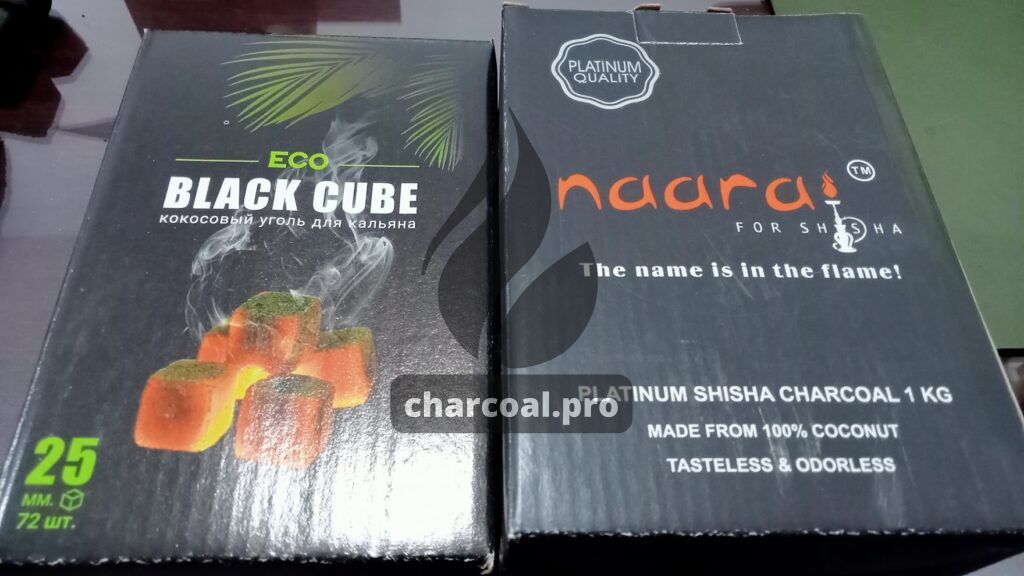 ECO
BLACK CUBE
кокосовый уголь для кальяна
25
мм.
72 шт.
PLATINUM
QUALITY
naara
TM
FOR SHISHA
The name is in the flame!
PLATINUM SHISHA CHARCOAL 1 KG
MADE FROM 100% COCONUT
TASTELESS & ODORLESS
charcoal.pro